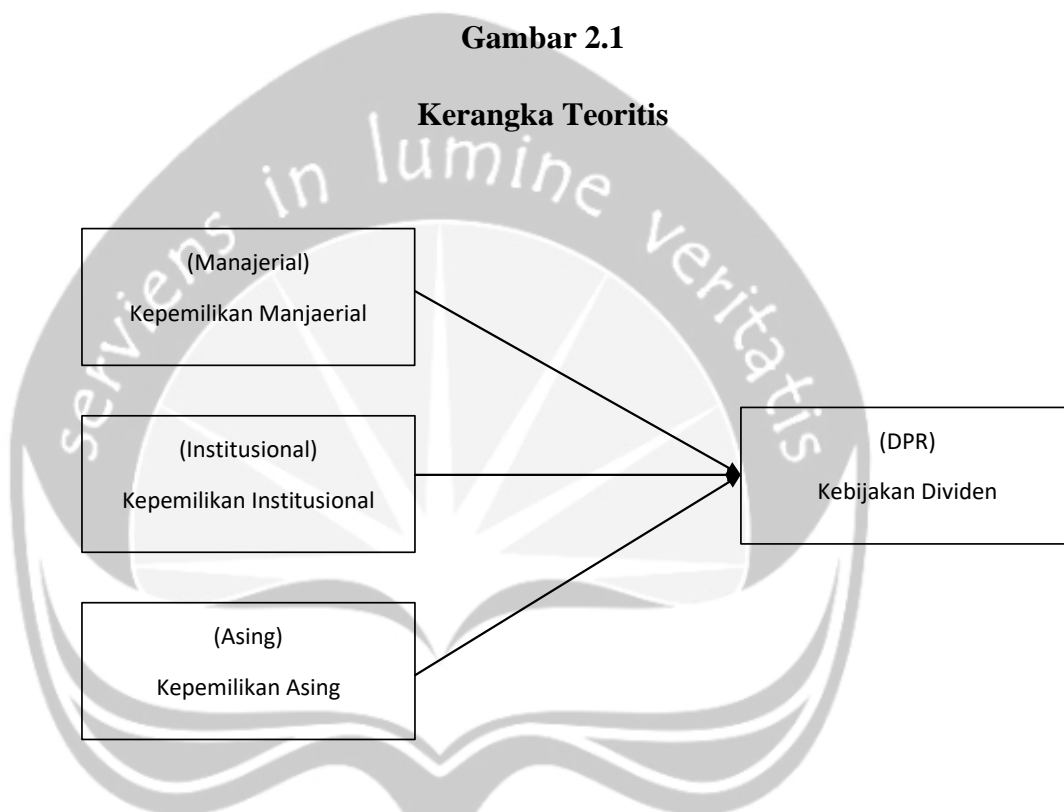 Gambar 2.1
Kerangka Teoritis
serviens in lumine veritatis
(Manajerial)
Kepemilikan Manjaerial
(Institusional)
Kepemilikan Institusional
(DPR)
Kebijakan Dividen
(Asing)
Kepemilikan Asing